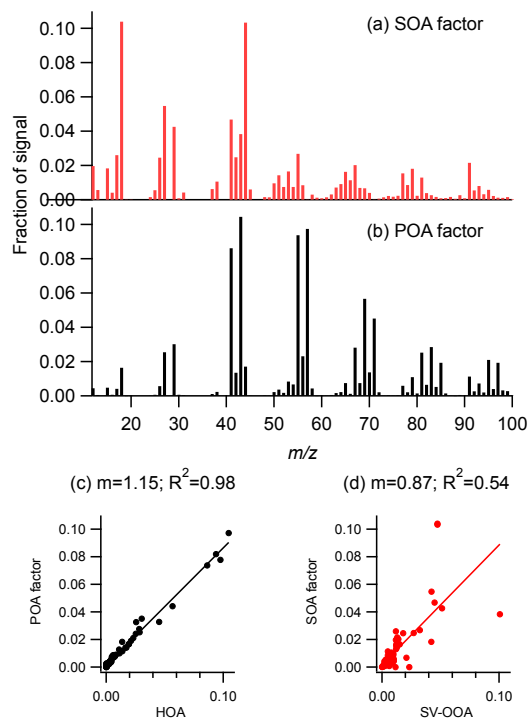 (a) SOA factor
0.10
0.08
0.06
0.04
0.02
0.00
Fraction of signal
(b) POA factor
0.10
0.08
0.06
0.04
0.02
0.00
20 30 40 50 60 70 80 90 100
m/z
(c) m=1.15; R²=0.98
0.10
0.08
0.06
0.04
0.02
0.00
POA factor
0.00 0.10
HOA
(d) m=0.87; R²=0.54
0.10
0.08
0.06
0.04
0.02
0.00
SOA factor
0.00 0.10
SV-OOA